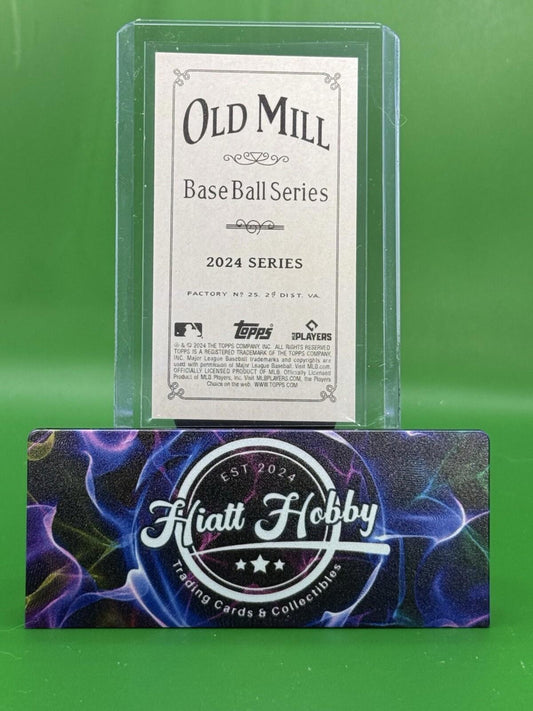 OLD MILL
BaseBall Series
2024 SERIES
FACTORY Nº 25. 2d DIST. VA.
topps
MLB PLAYERS
® & © 2024 THE TOPPS COMPANY, INC. ALL RIGHTS RESERVED
TOPPS IS A REGISTERED TRADEMARK OF THE TOPPS COMPANY,
INC. Major League Baseball trademarks and copyrights are
used with permission of Major League Baseball. Visit MLB.com.
OFFICIALLY LICENSED PRODUCT OF MLB. Officially Licensed
Product of MLB Players, Inc. Visit MLBPLAYERS.COM, the Players
Choice on the web. WWW.TOPPS.COM
EST 2024
Hiatt Hobby
Trading Cards & Collectibles